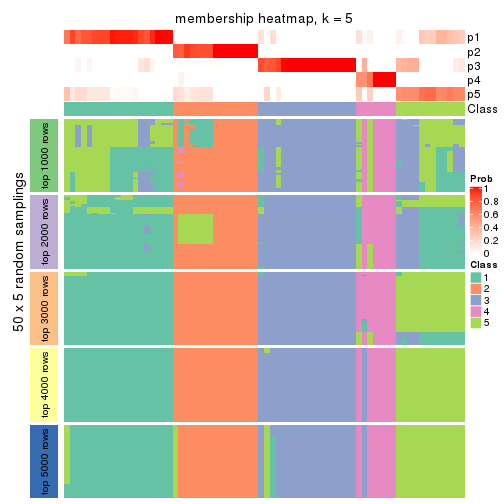 membership heatmap, k = 5
p1
p2
p3
p4
p5
Class
50 x 5 random samplings
top 1000 rows
top 2000 rows
top 3000 rows
top 4000 rows
top 5000 rows
Prob
1
0.8
0.6
0.4
0.2
0
Class
1
2
3
4
5